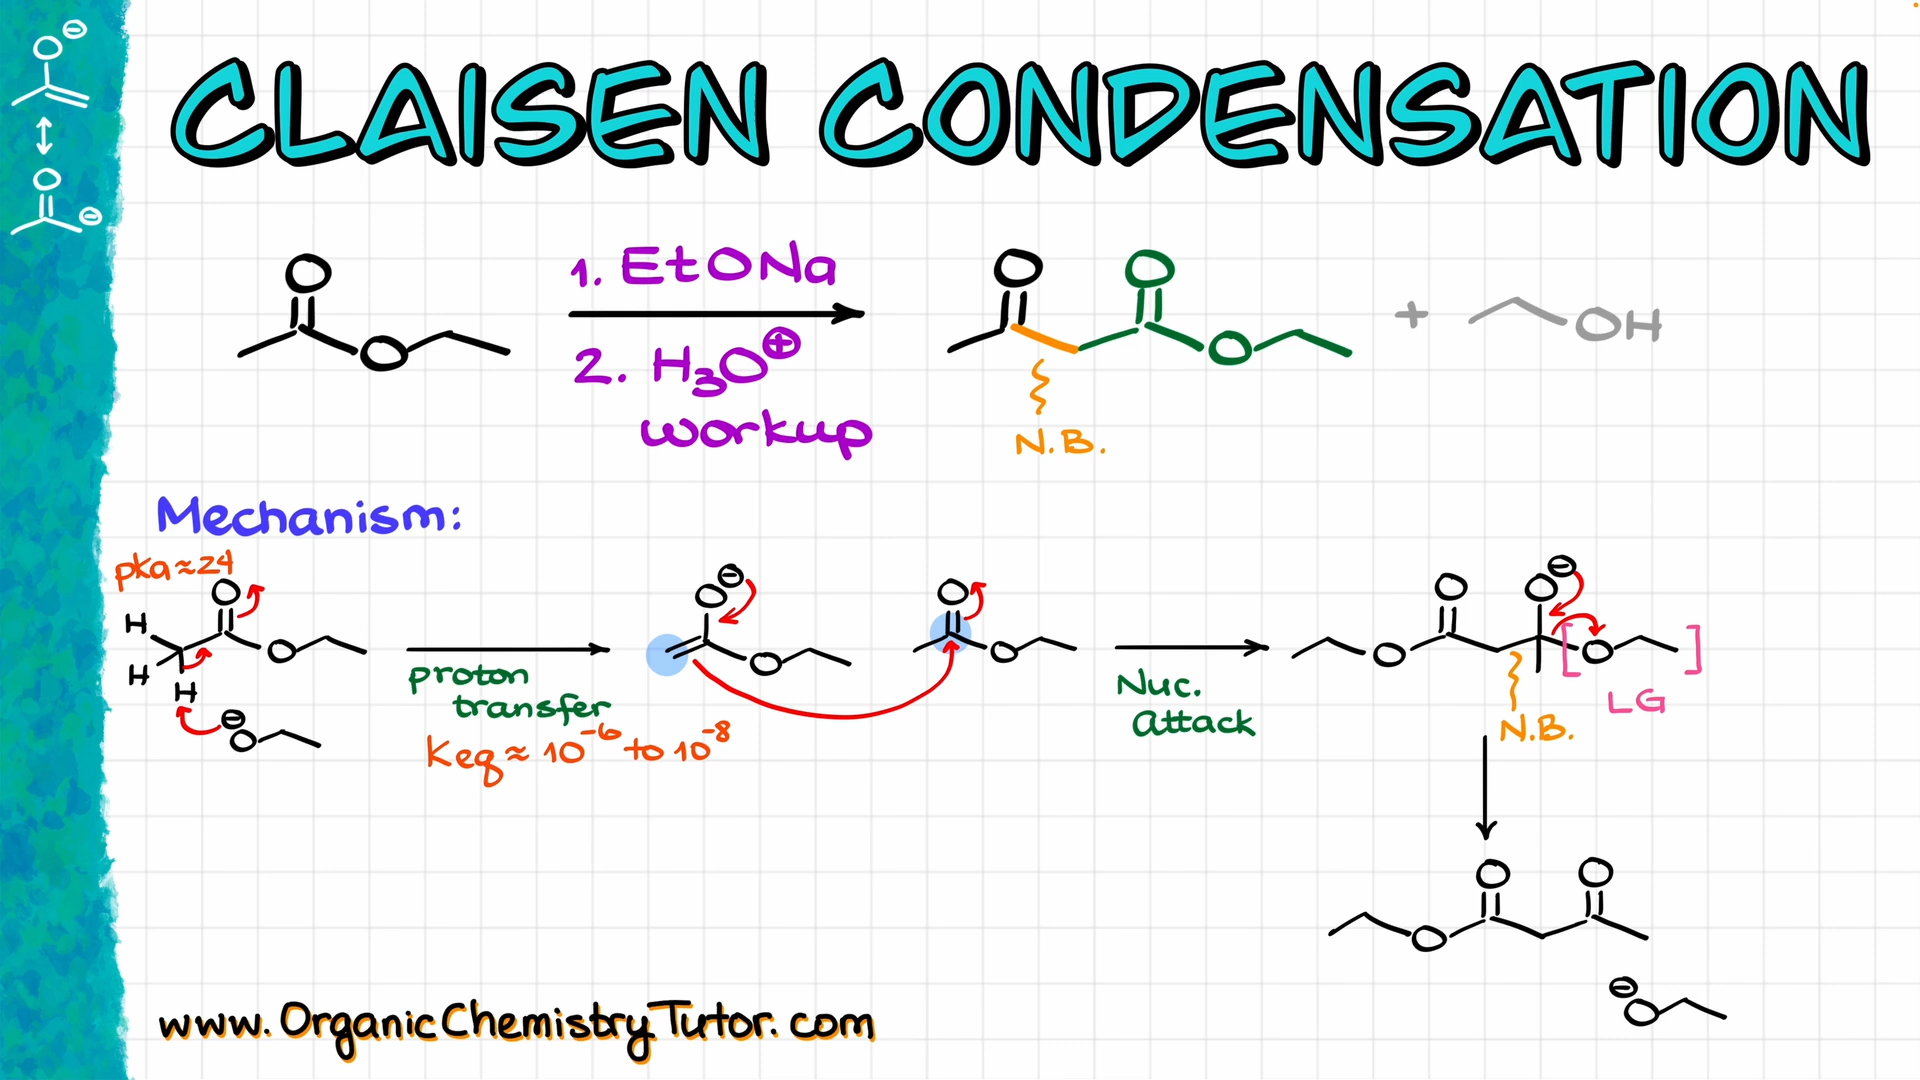 CLAISEN CONDENSATION
O⊖
O
⊖
O
O
1. EtONa
2. H₃O⊕
workup
O
O
O
+ OH
N.B.
Mechanism:
pka≈24
O
H
H
H
O
⊖
O
proton
transfer
Keq ≈ 10⁻⁶ to 10⁻⁸
O⊖
O
O
O
Nuc.
attack
O
O
O⊖
O
LG
N.B.
O
O
O
⊖
O
www.OrganicChemistryTutor.com